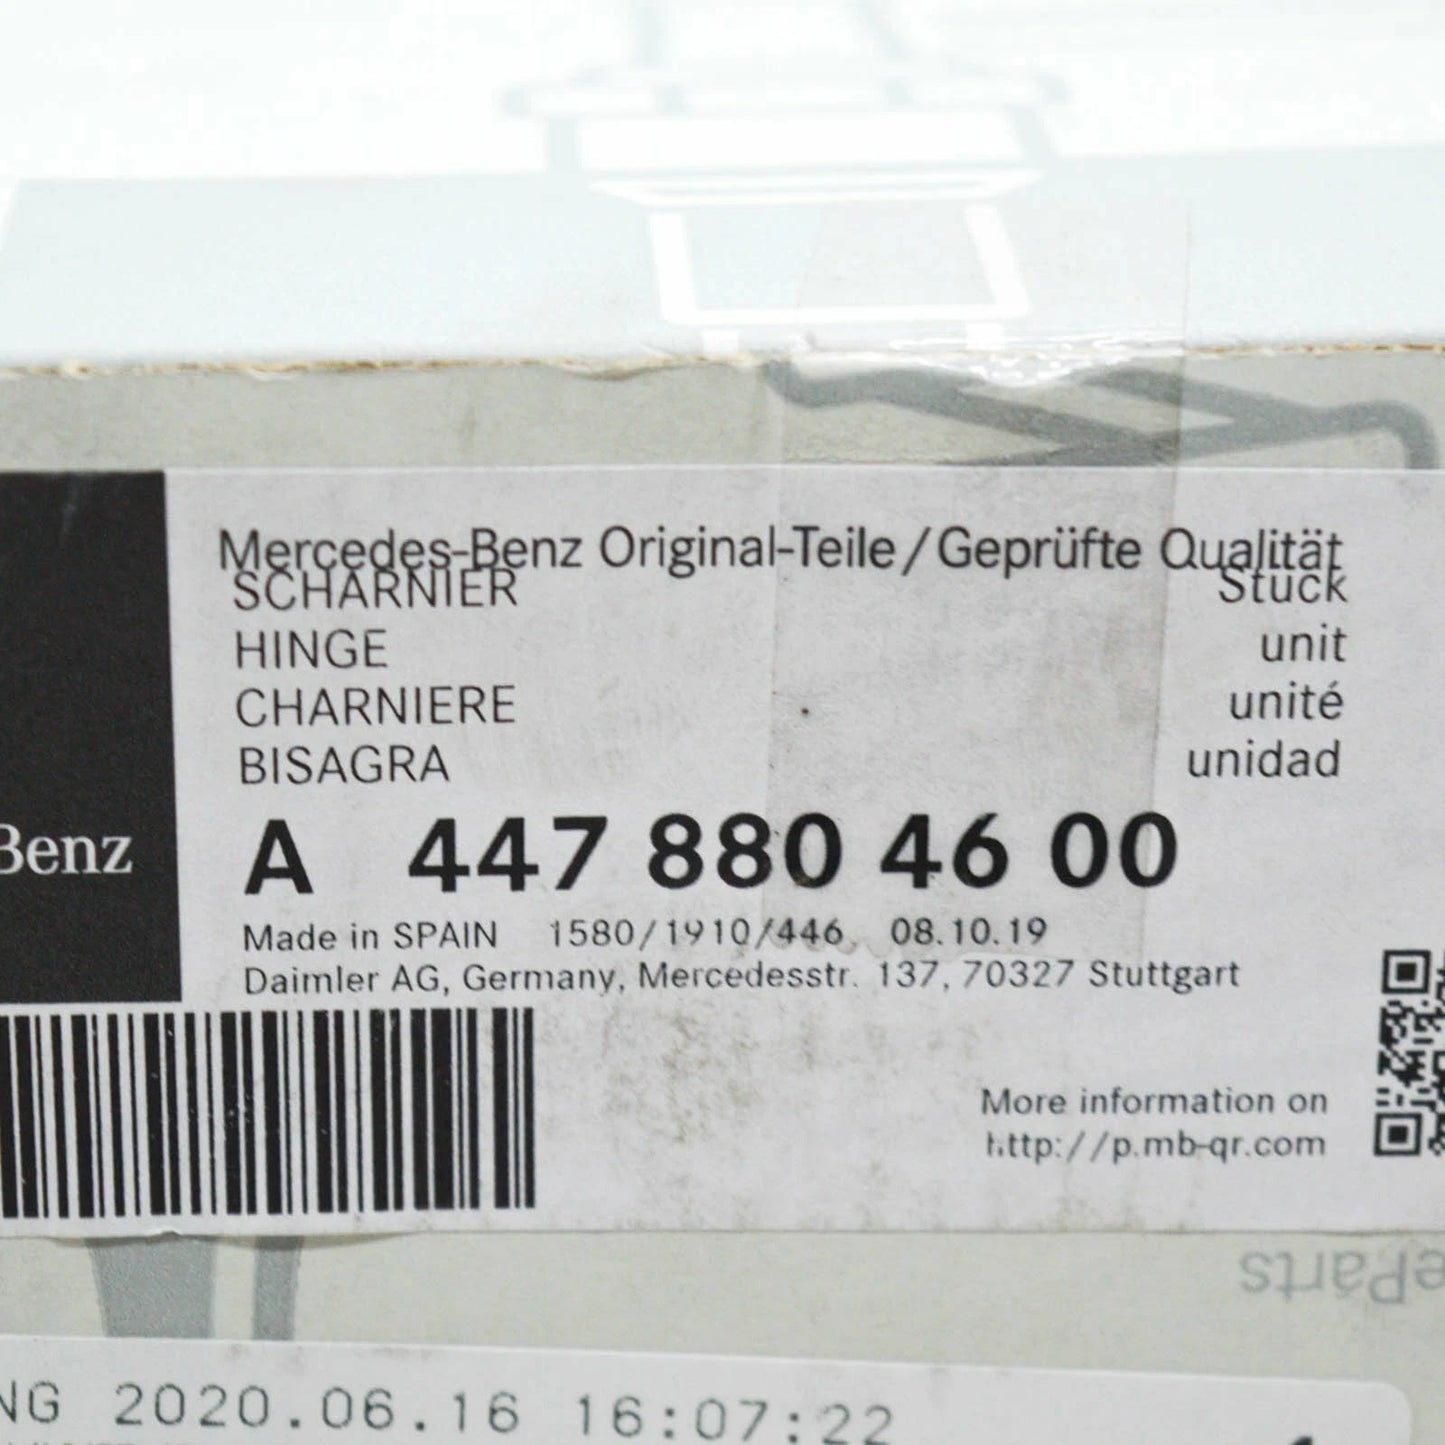 Mercedes-Benz Original-Teile/Geprüfte Qualität
SCHARNIER Stück
HINGE unit
CHARNIERE unité
BISAGRA unidad
Benz
A 447 880 46 00
Made in SPAIN 1580/1910/446 08.10.19
Daimler AG, Germany, Mercedesstr. 137, 70327 Stuttgart
More information on
http://p.mb-qr.com
eParts
NG 2020.06.16 16:07:22